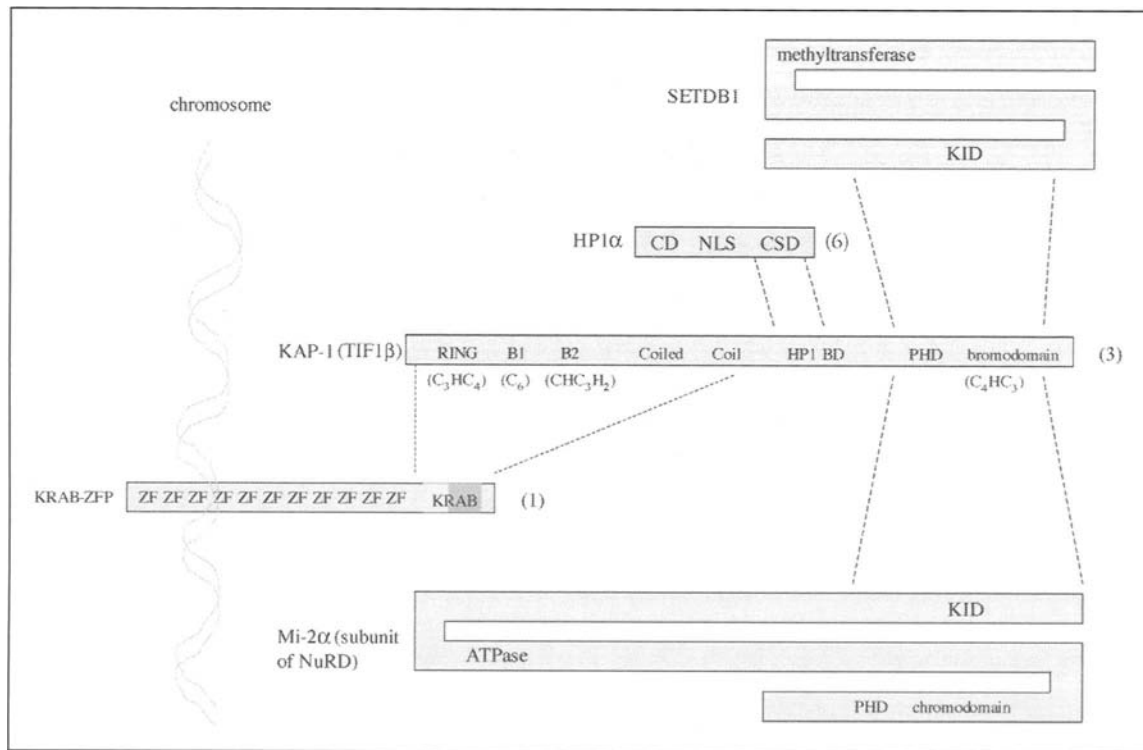 methyltransferase
SETDB1
chromosome
KID
HP1α CD NLS CSD (6)
KAP-1 (TIF1β) RING B1 B2 Coiled Coil HP1 BD PHD bromodomain (3)
(C₃HC₄) (C₆) (CHC₃H₂) (C₄HC₃)
KRAB-ZFP ZF ZF ZF ZF ZF ZF ZF ZF ZF ZF ZF KRAB (1)
KID
Mi-2α (subunit
of NuRD)
ATPase
PHD chromodomain